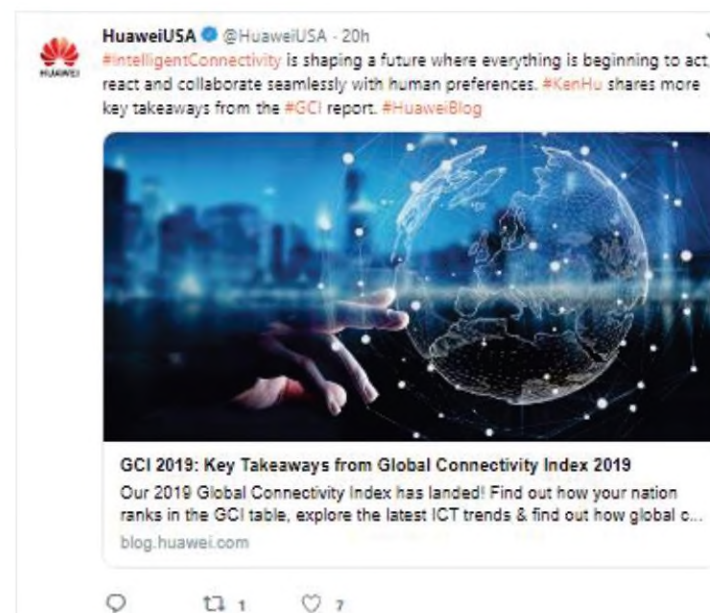 HuaweiUSA @HuaweiUSA · 20h
HUAWEI
#IntelligentConnectivity is shaping a future where everything is beginning to act,
react and collaborate seamlessly with human preferences. #KenHu shares more
key takeaways from the #GCI report. #HuaweiBlog
GCI 2019: Key Takeaways from Global Connectivity Index 2019
Our 2019 Global Connectivity Index has landed! Find out how your nation
ranks in the GCI table, explore the latest ICT trends & find out how global c...
blog.huawei.com
1 7